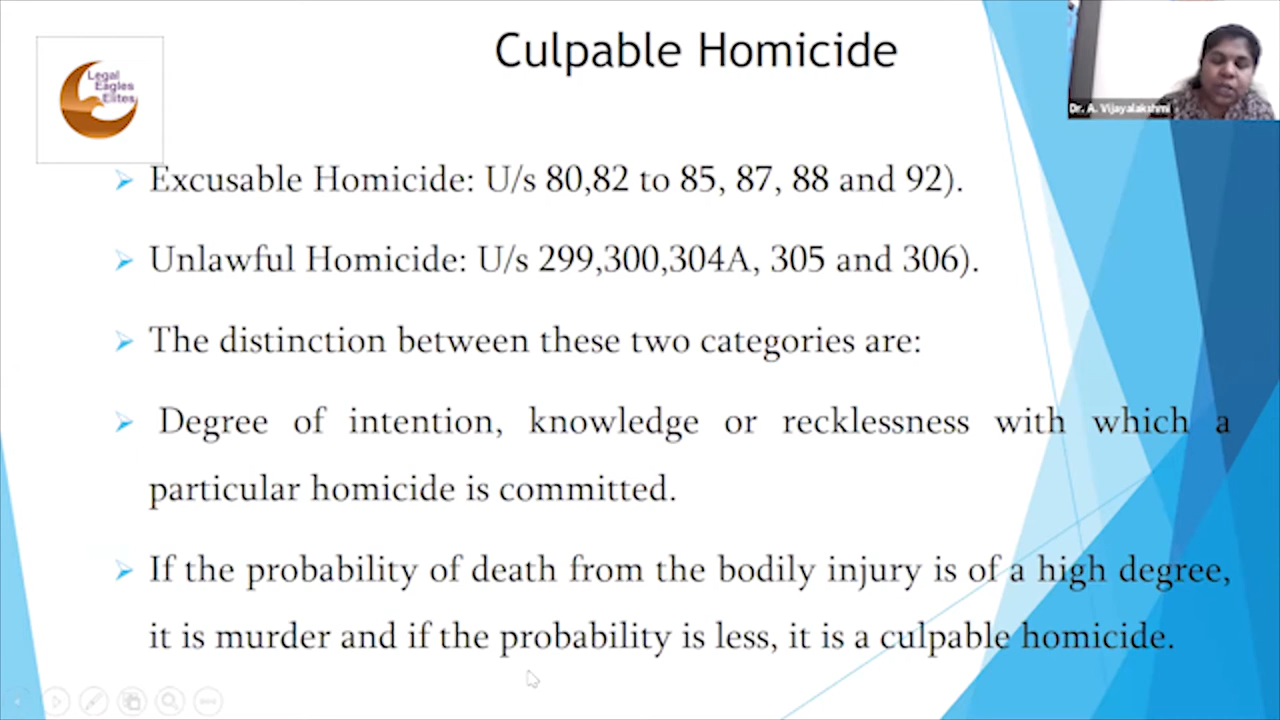 Culpable Homicide
Legal
Eagles
Elites
Dr. A. Vijayalakshmi
Excusable Homicide: U/s 80,82 to 85, 87, 88 and 92).
Unlawful Homicide: U/s 299,300,304A, 305 and 306).
The distinction between these two categories are:
Degree of intention, knowledge or recklessness with which a
particular homicide is committed.
If the probability of death from the bodily injury is of a high degree,
it is murder and if the probability is less, it is a culpable homicide.